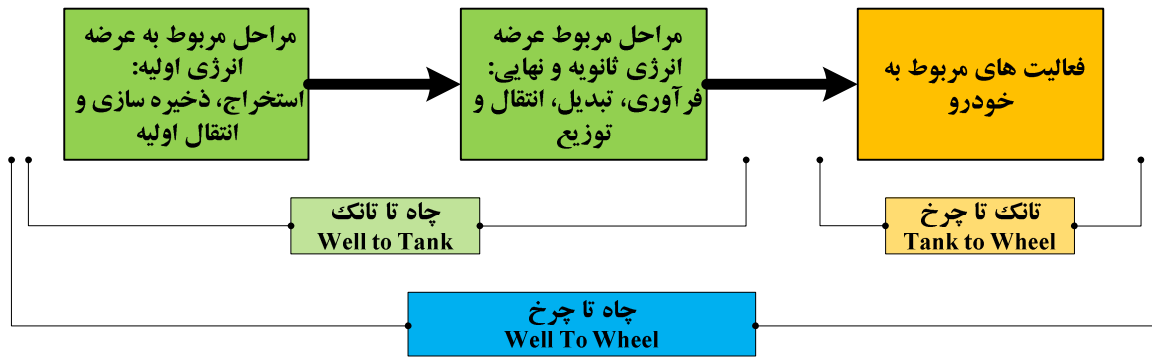 مراحل مربوط به عرضه
انرژی اولیه:
استخراج، ذخیره سازی و
انتقال اولیه
مراحل مربوط عرضه
انرژی ثانویه و نهایی:
فرآوری، تبدیل، انتقال و
توزیع
فعالیت های مربوط به
خودرو
چاه تا تانک
Well to Tank
تانک تا چرخ
Tank to Wheel
چاه تا چرخ
Well To Wheel